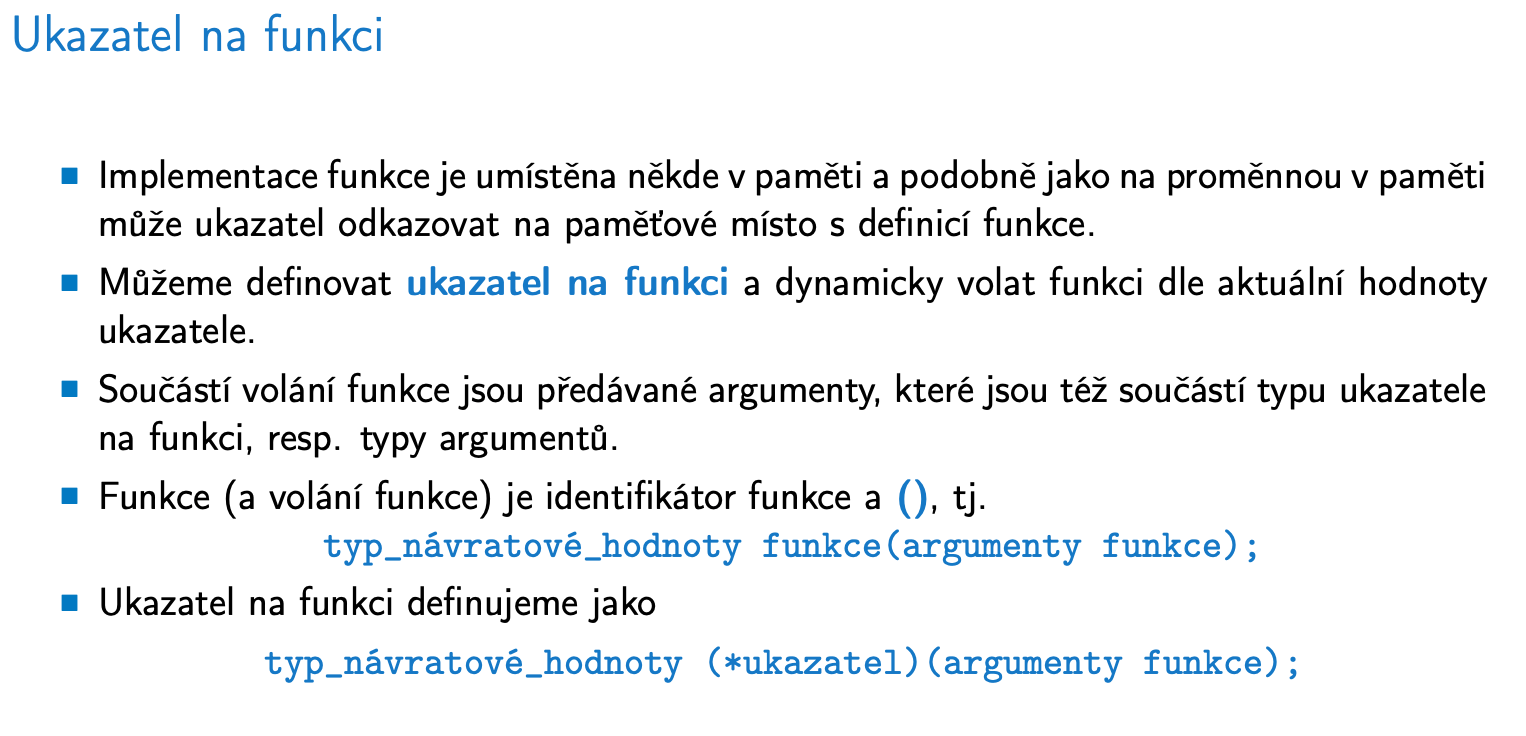 Ukazatel na funkci
Implementace funkce je umístěna někde v paměti a podobně jako na proměnnou v paměti
může ukazatel odkazovat na paměťové místo s definicí funkce.
Můžeme definovat ukazatel na funkci a dynamicky volat funkci dle aktuální hodnoty
ukazatele.
Součástí volání funkce jsou předávané argumenty, které jsou též součástí typu ukazatele
na funkci, resp. typy argumentů.
Funkce (a volání funkce) je identifikátor funkce a (), tj.
typ_návratové_hodnoty funkce(argumenty funkce);
Ukazatel na funkci definujeme jako
typ_návratové_hodnoty (*ukazatel)(argumenty funkce);